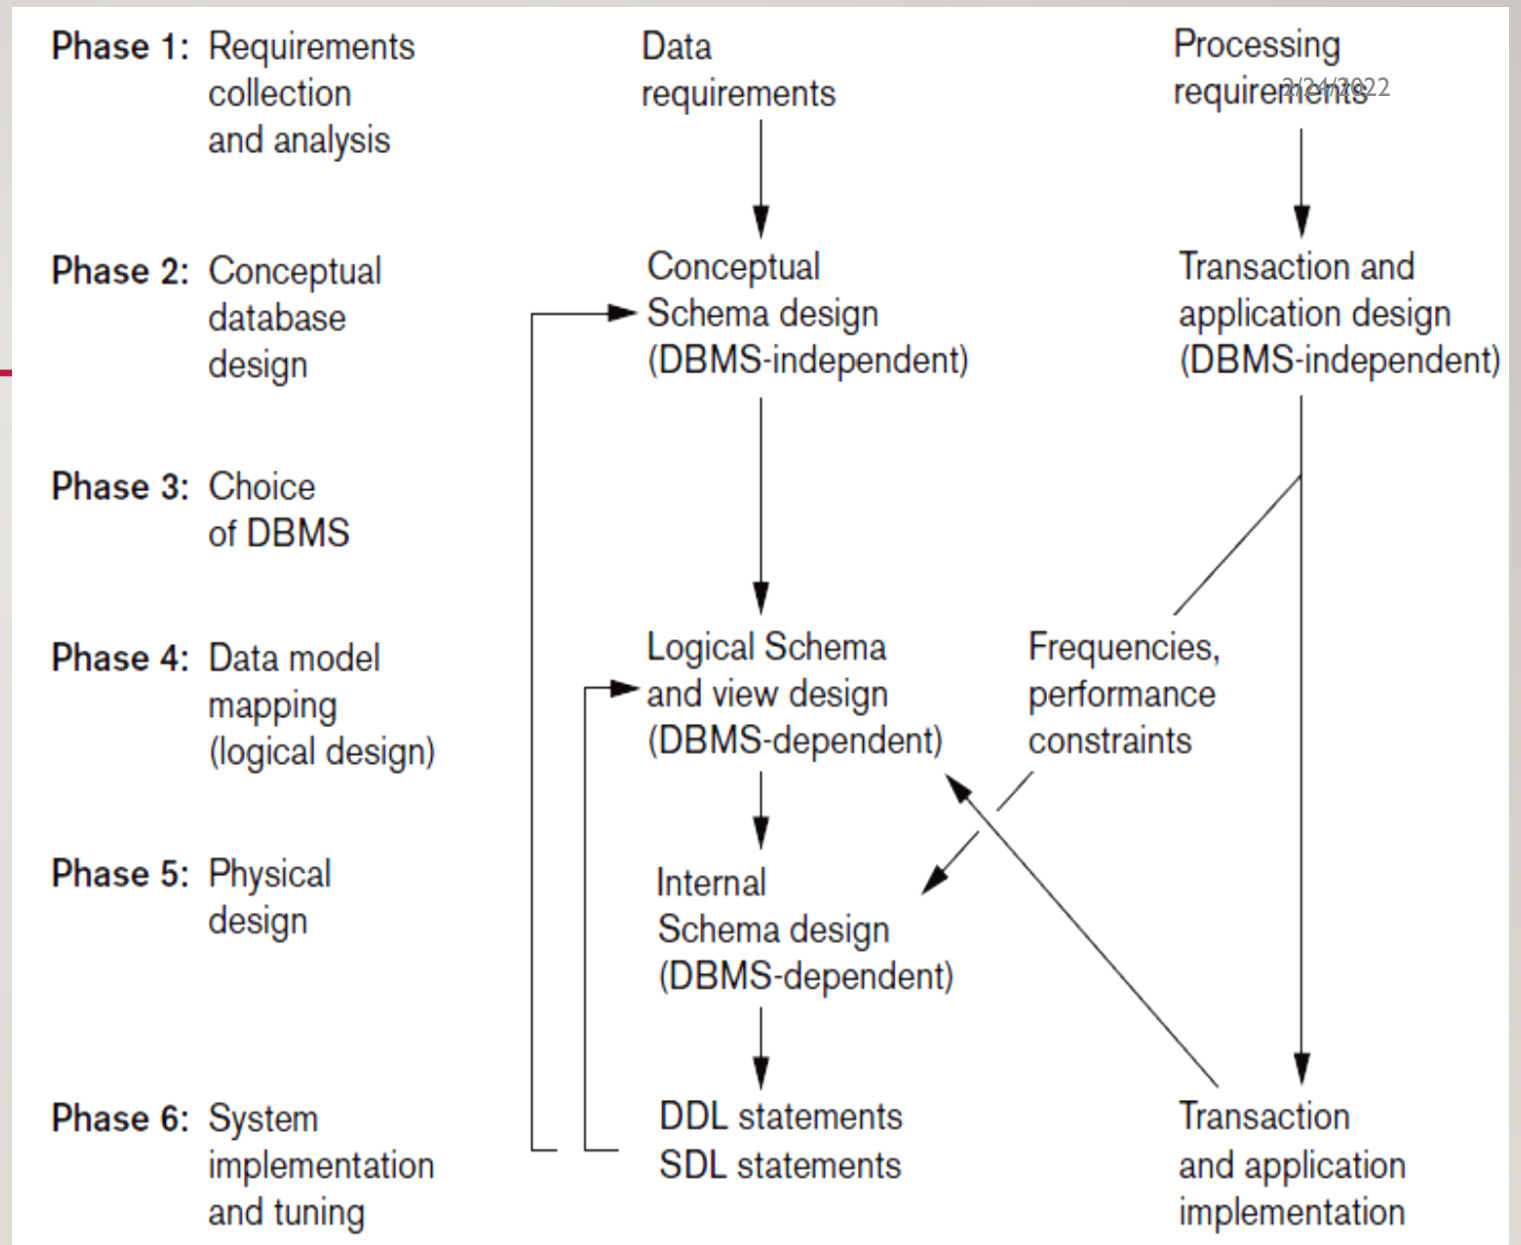 Phase 1: Requirements
collection
and analysis
Data
requirements
Processing
requirements
2/24/2022
Phase 2: Conceptual
database
design
Conceptual
Schema design
(DBMS-independent)
Transaction and
application design
(DBMS-independent)
Phase 3: Choice
of DBMS
Phase 4: Data model
mapping
(logical design)
Logical Schema
and view design
(DBMS-dependent)
Frequencies,
performance
constraints
Phase 5: Physical
design
Internal
Schema design
(DBMS-dependent)
Phase 6: System
implementation
and tuning
DDL statements
SDL statements
Transaction
and application
implementation